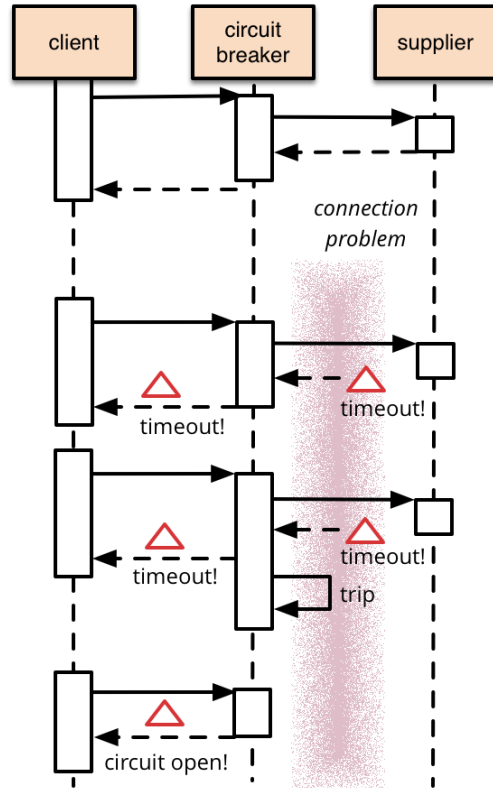 client
circuit
breaker
supplier
connection
problem
timeout!
timeout!
timeout!
timeout!
trip
circuit open!